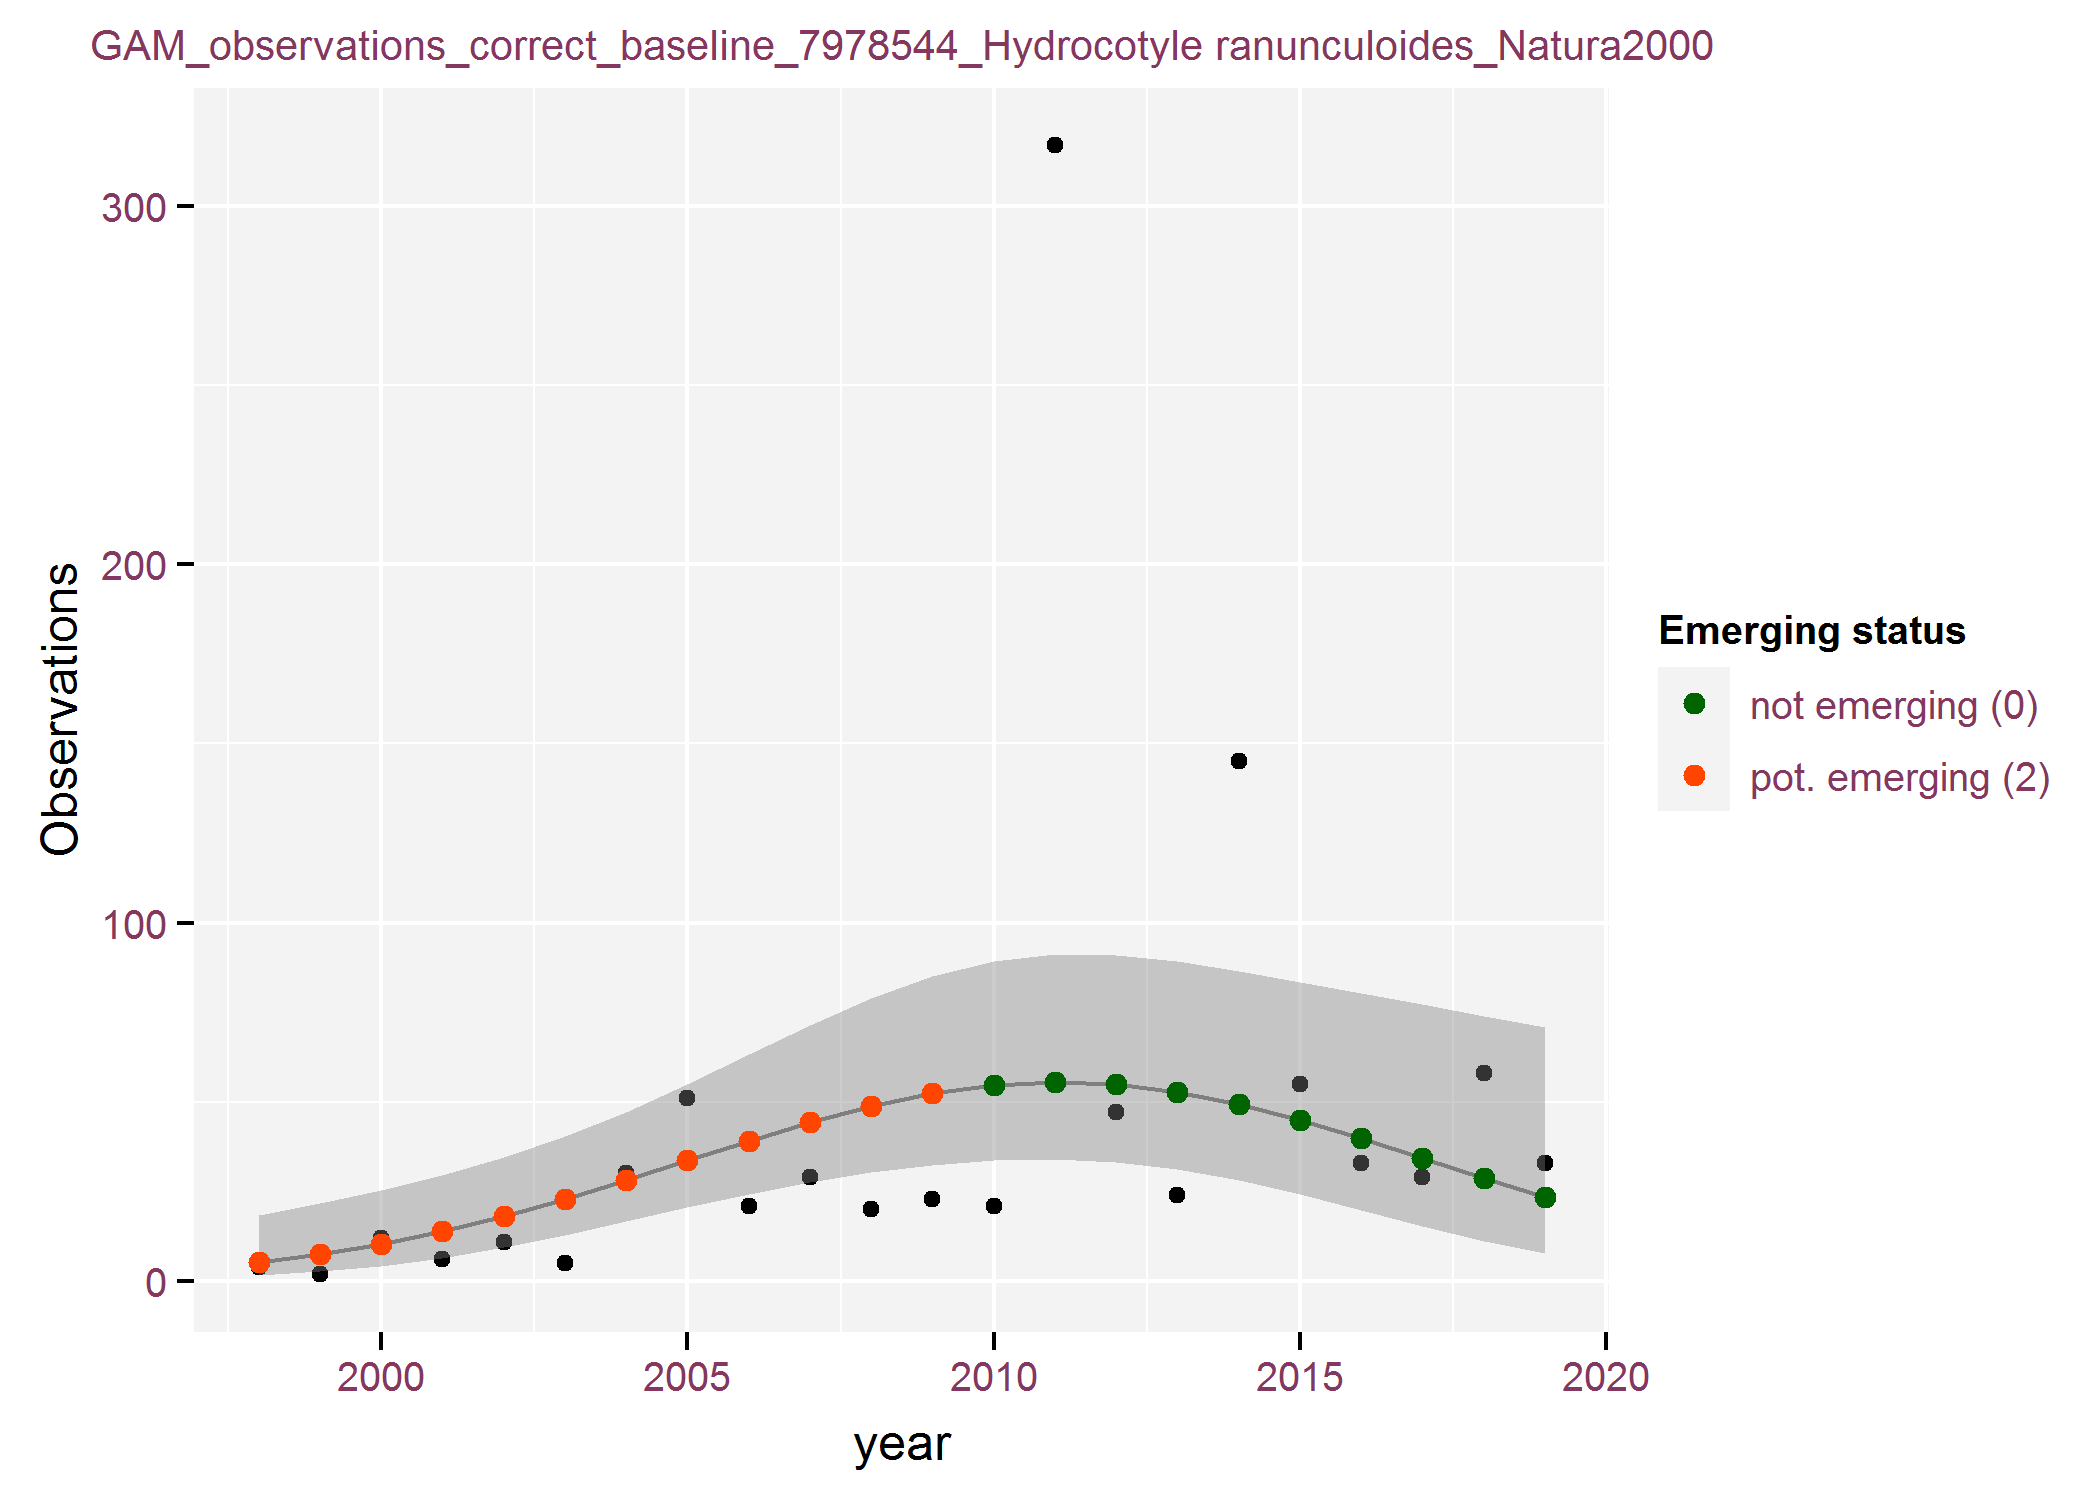 GAM_observations_correct_baseline_7978544_Hydrocotyle ranunculoides_Natura2000
300
200
100
0
Observations
2000 2005 2010 2015 2020
year
Emerging status
not emerging (0)
pot. emerging (2)